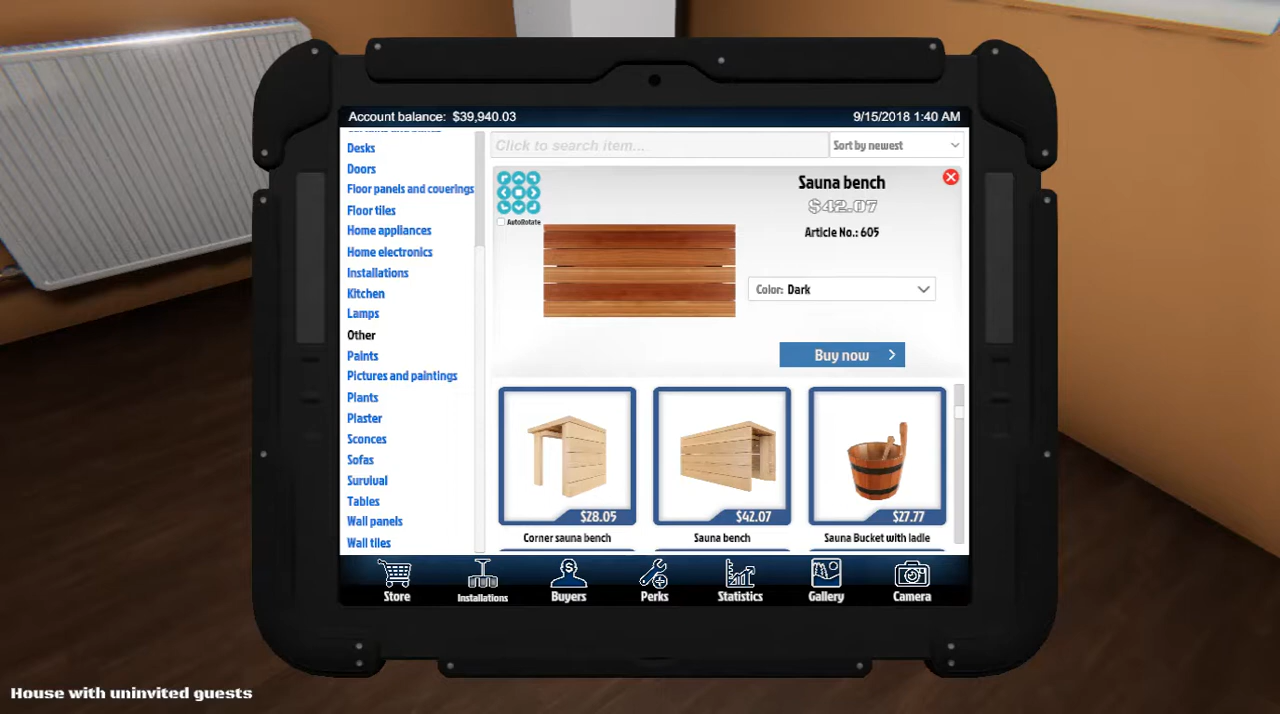 Account balance: $39,940.03
9/15/2018 1:40 AM
Desks
Doors
Floor panels and coverings
Floor tiles
Home appliances
Home electronics
Installations
Kitchen
Lamps
Other
Paints
Pictures and paintings
Plants
Plaster
Sconces
Sofas
Survival
Tables
Wall panels
Wall tiles
Click to search item...
Sort by newest
AutoRotate
Sauna bench
$42.07
Article No.: 605
Color: Dark
Buy now
$28.05
$42.07
$27.77
Corner sauna bench
Sauna bench
Sauna Bucket with ladle
Store
Installations
Buyers
Perks
Statistics
Gallery
Camera
House with uninvited guests